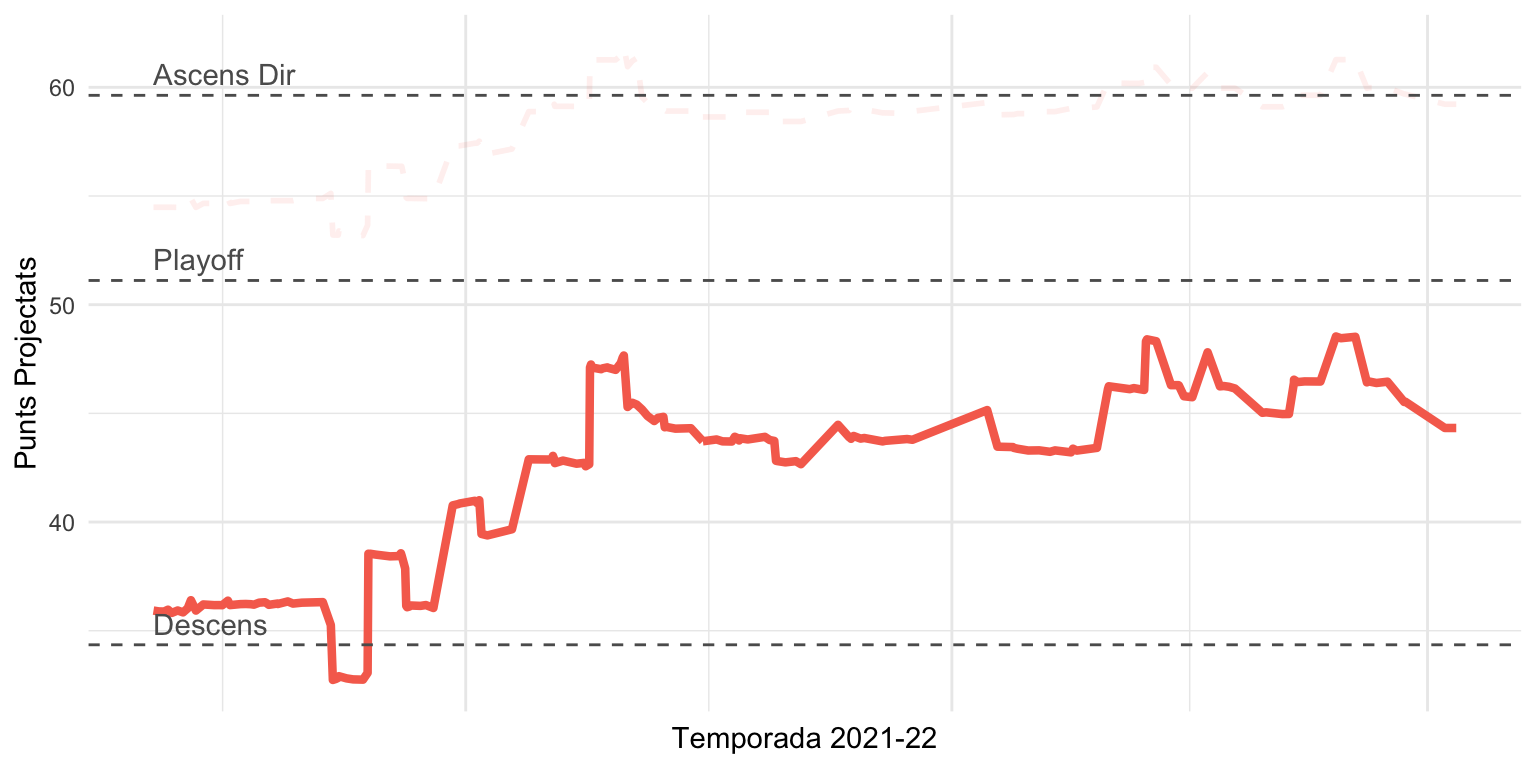 Ascens Dir
60
Playoff
50
40
Descens
Punts Projectats
Temporada 2021-22